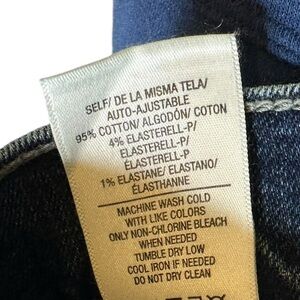 SELF/ DE LA MISMA TELA/
AUTO-AJUSTABLE
95% COTTON/ ALGODÓN/ COTON
4% ELASTERELL-P/
ELASTERELL-P/
ÉLASTERELL-P
1% ELASTANE/ ELASTANO/
ÉLASTHANNE
MACHINE WASH COLD
WITH LIKE COLORS
ONLY NON-CHLORINE BLEACH
WHEN NEEDED
TUMBLE DRY LOW
COOL IRON IF NEEDED
DO NOT DRY CLEAN